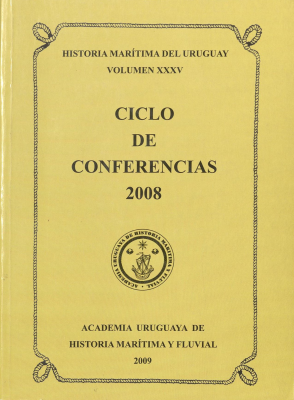 HISTORIA MARÍTIMA DEL URUGUAY
VOLUMEN XXXV
CICLO
DE
CONFERENCIAS
2008
ACADEMIA URUGUAYA DE HISTORIA MARÍTIMA Y FLUVIAL
ACADEMIA URUGUAYA DE
HISTORIA MARÍTIMA Y FLUVIAL
2009